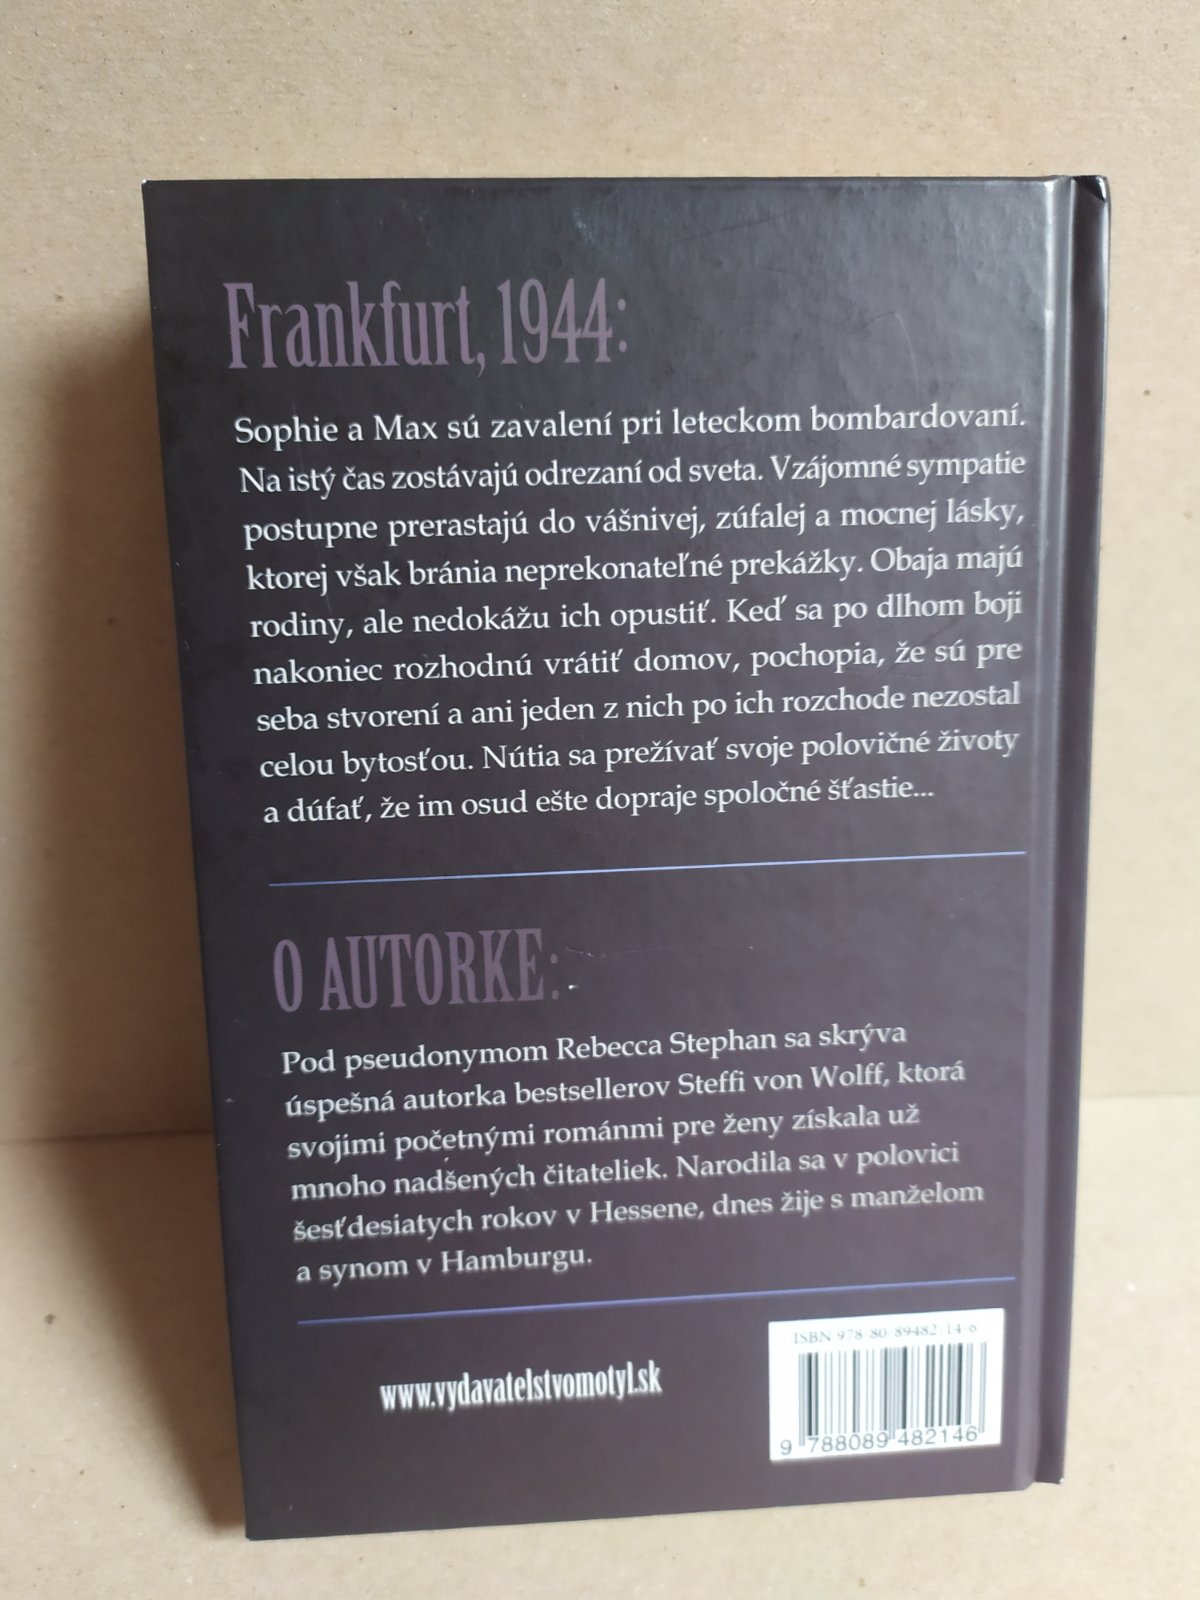 Frankfurt, 1944:
Sophie a Max sú zavalení pri leteckom bombardovaní.
Na istý čas zostávajú odrezaní od sveta. Vzájomné sympatie
postupne prerastajú do vášnivej, zúfalej a mocnej lásky,
ktorej však bránia neprekonateľné prekážky. Obaja majú
rodiny, ale nedokážu ich opustiť. Keď sa po dlhom boji
nakoniec rozhodnú vrátiť domov, pochopia, že sú pre
seba stvorení a ani jeden z nich po ich rozchode nezostal
celou bytosťou. Nútia sa prežívať svoje polovičné životy
a dúfať, že im osud ešte dopraje spoločné šťastie...
O AUTORKE:
Pod pseudonymom Rebecca Stephan sa skrýva
úspešná autorka bestsellerov Steffi von Wolff, ktorá
svojimi početnými románmi pre ženy získala už
mnoho nadšených čitateliek. Narodila sa v polovici
šesťdesiatych rokov v Hessene, dnes žije s manželom
a synom v Hamburgu.
www.vydavatelstvomotyl.sk
ISBN 978-80-89482-14-6
9 788089 482146